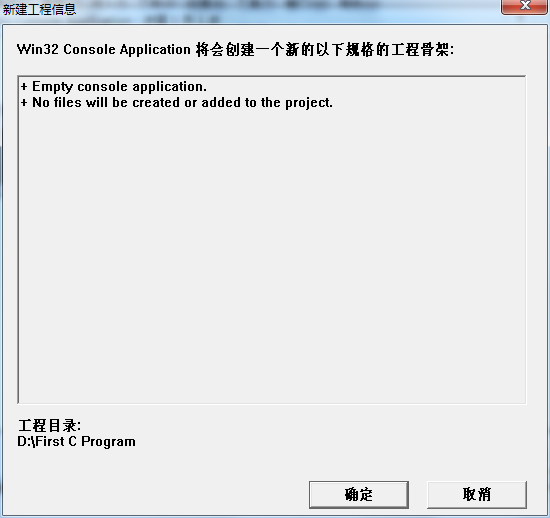 新建工程信息
Win32 Console Application 将会创建一个新的以下规格的工程骨架:
+ Empty console application.
+ No files will be created or added to the project.
工程目录:
D:\First C Program
确定
取消